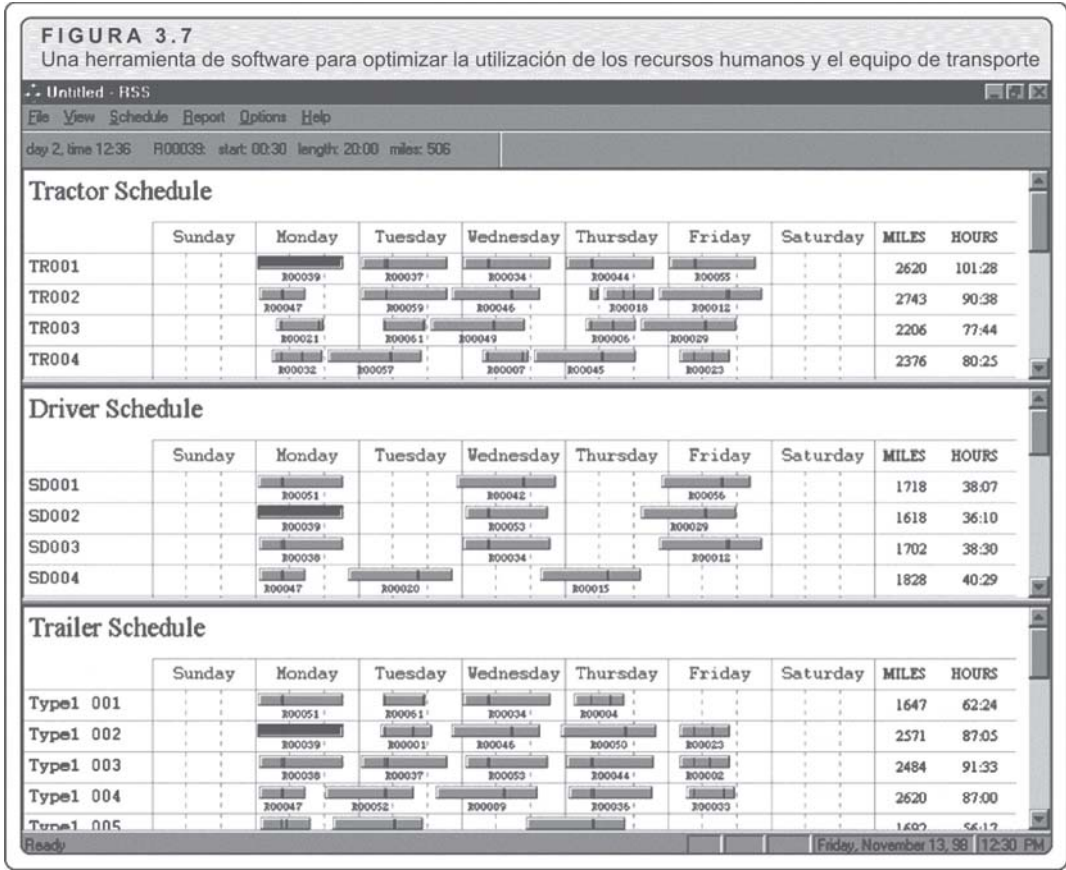 FIGURA 3.7
Una herramienta de software para optimizar la utilización de los recursos humanos y el equipo de transporte
Untitled - RSS
File View Schedule Report Options Help
day 2, time 12:36 R00039: start: 00:30 length: 20:00 miles: 506
Tractor Schedule
Sunday Monday Tuesday Wednesday Thursday Friday Saturday MILES HOURS
TR001 2620 101:28
R00039 R00037 R00034 R00044 R00055
TR002 2743 90:38
R00047 R00059 R00046 R00018 R00012
TR003 2206 77:44
R00021 R00061 R00049 R00006 R00029
TR004 2376 80:25
R00032 R00057 R00007 R00045 R00023
Driver Schedule
Sunday Monday Tuesday Wednesday Thursday Friday Saturday MILES HOURS
SD001 1718 38:07
R00051 R00042 R00056
SD002 1618 36:10
R00039 R00053 R00029
SD003 1702 38:30
R00038 R00034 R00012
SD004 1828 40:29
R00047 R00020 R00015
Trailer Schedule
Sunday Monday Tuesday Wednesday Thursday Friday Saturday MILES HOURS
Type1 001 1647 62:24
R00051 R00061 R00034 R00004
Type1 002 2571 87:05
R00039 R00001 R00046 R00050 R00023
Type1 003 2484 91:33
R00038 R00037 R00053 R00044 R00002
Type1 004 2620 87:00
R00047 R00052 R00009 R00036 R00033
Type1 005 1692 56:12
Ready Friday, November 13, 98 12:30 PM